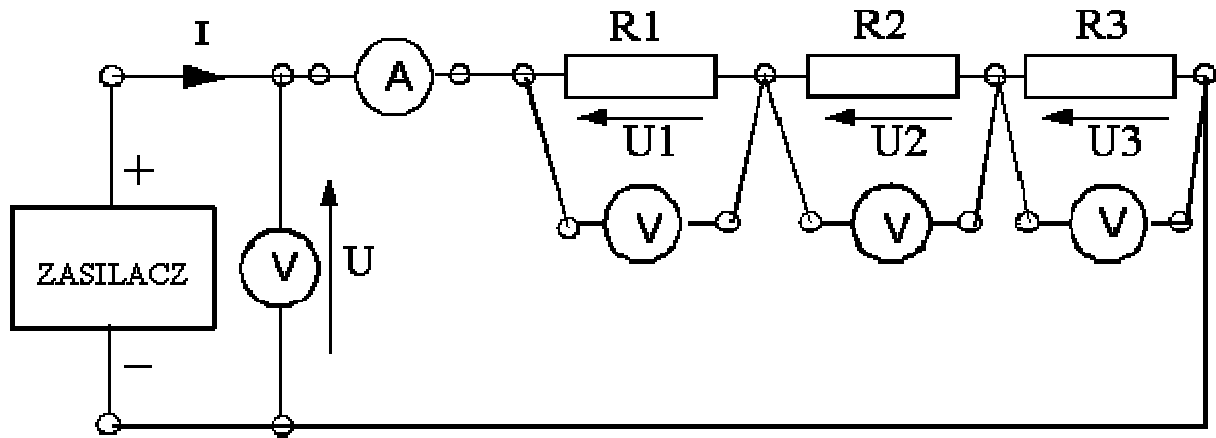 I
R1
R2
R3
A
U1
U2
U3
+
V
V
V
ZASILACZ
V
U
−